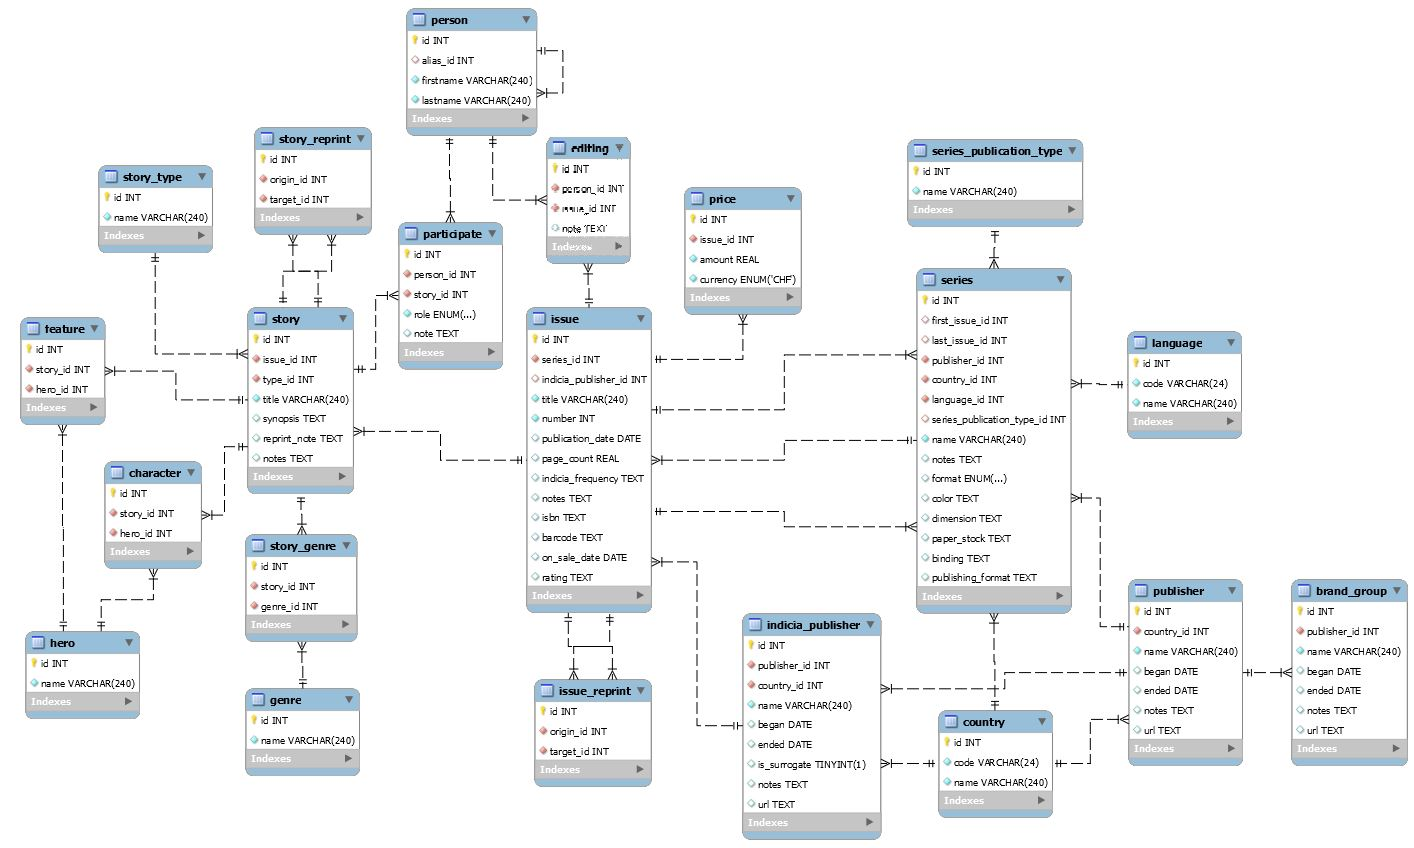 person
id INT
alias_id INT
firstname VARCHAR(240)
lastname VARCHAR(240)
Indexes
story_reprint
id INT
origin_id INT
target_id INT
Indexes
editing
id INT
person_id INT
issue_id INT
note TEXT
Indexes
series_publication_type
id INT
name VARCHAR(240)
Indexes
story_type
id INT
name VARCHAR(240)
Indexes
price
id INT
issue_id INT
amount REAL
currency ENUM('CHF')
Indexes
participate
id INT
person_id INT
story_id INT
role ENUM(...)
note TEXT
Indexes
series
id INT
first_issue_id INT
last_issue_id INT
publisher_id INT
country_id INT
language_id INT
series_publication_type_id INT
name VARCHAR(240)
notes TEXT
format ENUM(...)
color TEXT
dimension TEXT
paper_stock TEXT
binding TEXT
publishing_format TEXT
Indexes
feature
id INT
story_id INT
hero_id INT
Indexes
story
id INT
issue_id INT
type_id INT
title VARCHAR(240)
synopsis TEXT
reprint_note TEXT
notes TEXT
Indexes
issue
id INT
series_id INT
indicia_publisher_id INT
title VARCHAR(240)
number INT
publication_date DATE
page_count REAL
indicia_frequency TEXT
notes TEXT
isbn TEXT
barcode TEXT
on_sale_date DATE
rating TEXT
Indexes
language
id INT
code VARCHAR(24)
name VARCHAR(240)
Indexes
character
id INT
story_id INT
hero_id INT
Indexes
story_genre
id INT
story_id INT
genre_id INT
Indexes
hero
id INT
name VARCHAR(240)
Indexes
genre
id INT
name VARCHAR(240)
Indexes
issue_reprint
id INT
origin_id INT
target_id INT
Indexes
indicia_publisher
id INT
publisher_id INT
country_id INT
name VARCHAR(240)
began DATE
ended DATE
is_surrogate TINYINT(1)
notes TEXT
url TEXT
Indexes
country
id INT
code VARCHAR(24)
name VARCHAR(240)
Indexes
publisher
id INT
country_id INT
name VARCHAR(240)
began DATE
ended DATE
notes TEXT
url TEXT
Indexes
brand_group
id INT
publisher_id INT
name VARCHAR(240)
began DATE
ended DATE
notes TEXT
url TEXT
Indexes